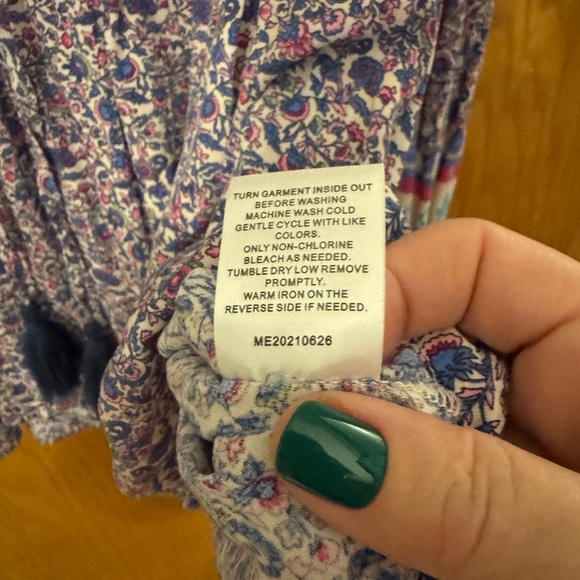 TURN GARMENT INSIDE OUT
BEFORE WASHING
MACHINE WASH COLD
GENTLE CYCLE WITH LIKE
COLORS.
ONLY NON-CHLORINE
BLEACH AS NEEDED.
TUMBLE DRY LOW REMOVE
PROMPTLY.
WARM IRON ON THE
REVERSE SIDE IF NEEDED.
ME20210626